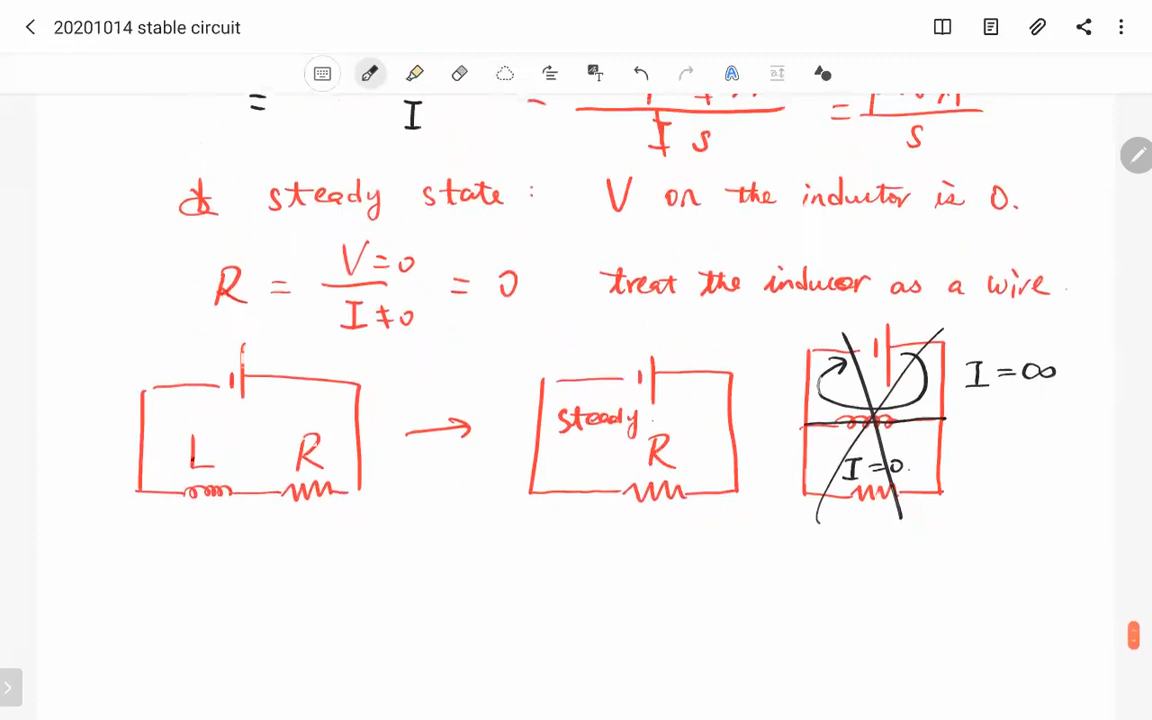 20201014 stable circuit
= I = I s = s
steady state : V on the inductor is 0.
R = V=0 / I≠0 = 0 treat the inducor as a wire.
I = ∞
steady
L R R I=0.